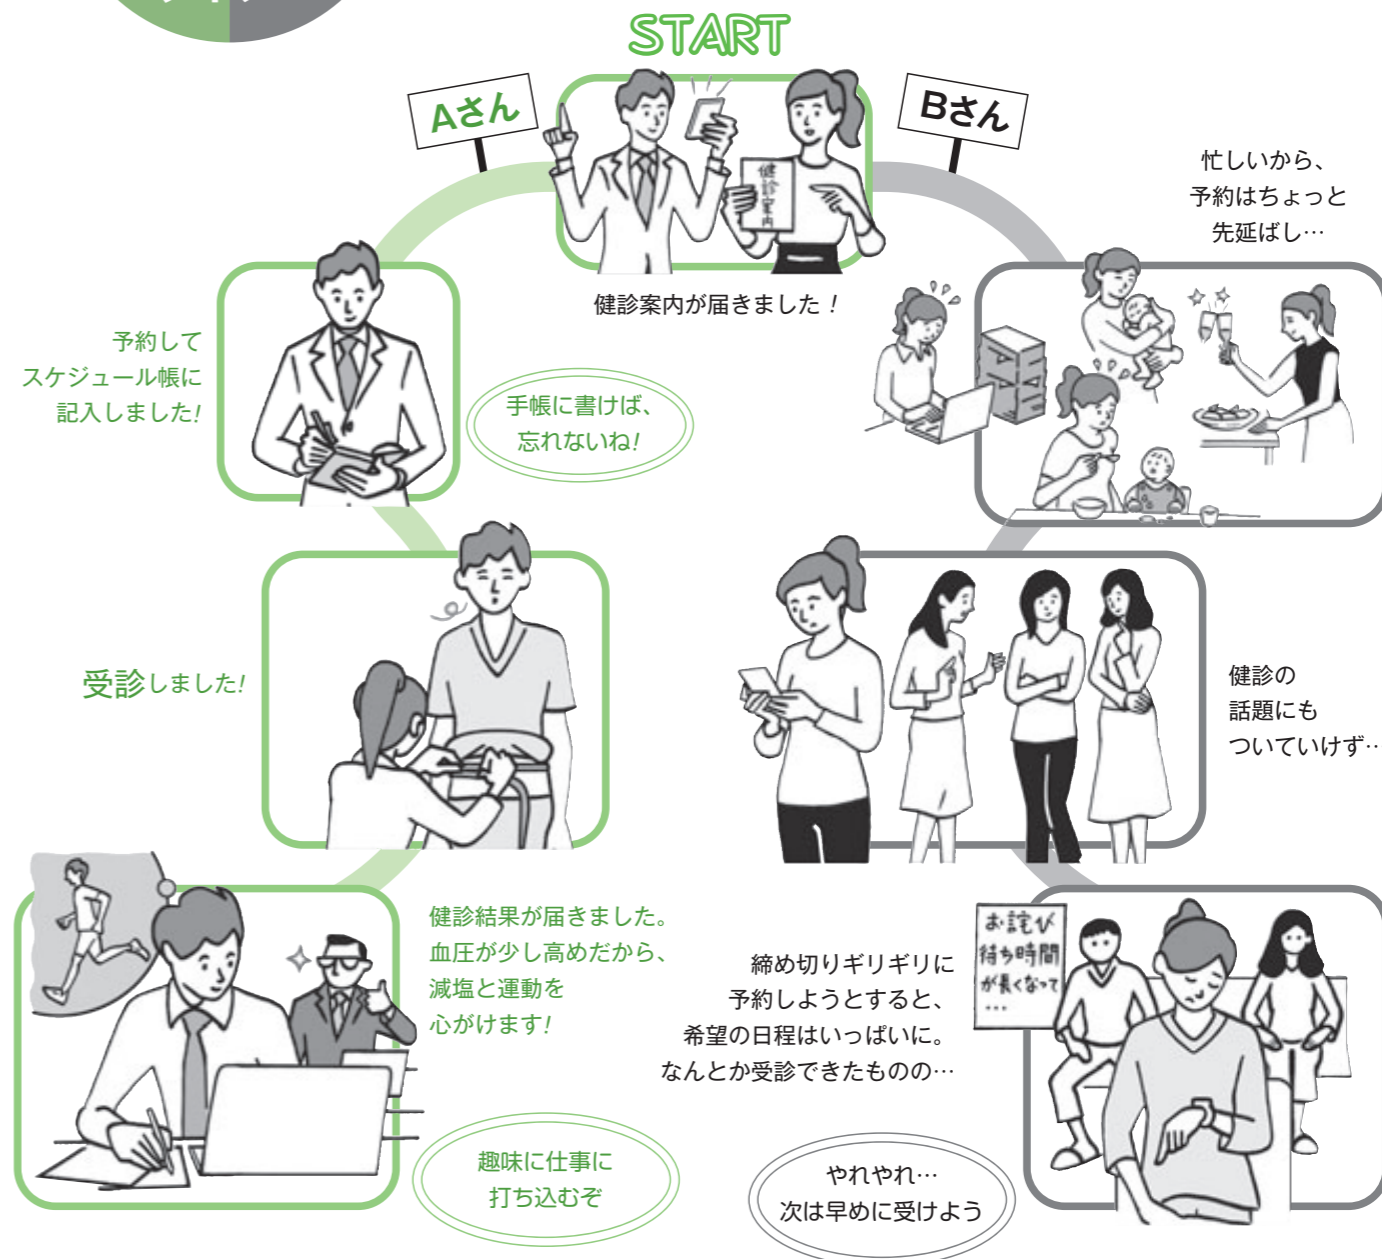 START
Aさん
Bさん
健診案内
健診案内が届きました！
予約して
スケジュール帳に
記入しました!
手帳に書けば、
忘れないね!
受診しました!
健診結果が届きました。
血圧が少し高めだから、
減塩と運動を
心がけます!
趣味に仕事に
打ち込むぞ
忙しいから、
予約はちょっと
先延ばし…
健診の
話題にも
ついていけず…
締め切りギリギリに
予約しようとすると、
希望の日程はいっぱいに。
なんとか受診できたものの…
お詫び
待ち時間
が長くなって
…
やれやれ…
次は早めに受けよう